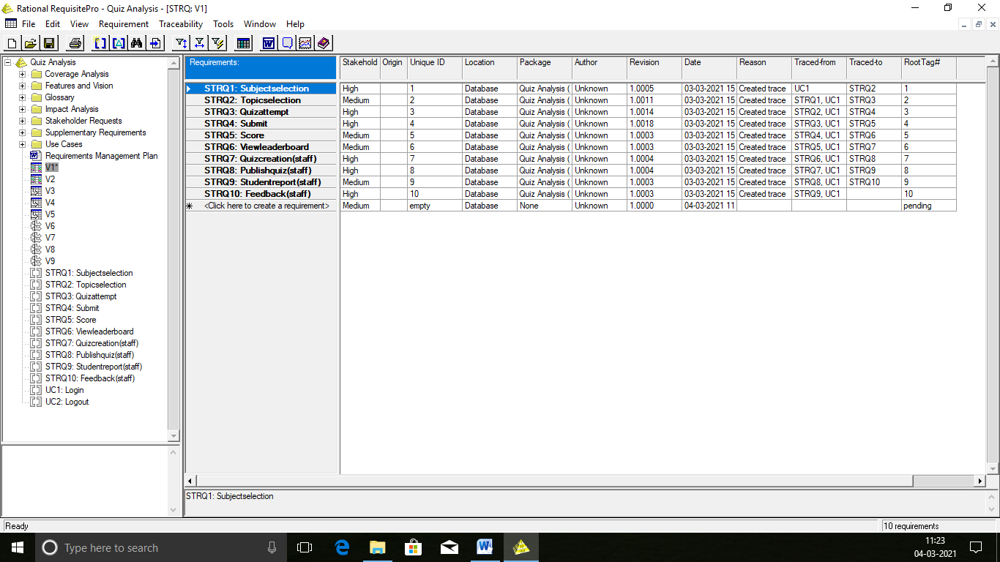 Rational RequisitePro - Quiz Analysis - [STRQ: V1]
File Edit View Requirement Traceability Tools Window Help
Quiz Analysis
Coverage Analysis
Features and Vision
Glossary
Impact Analysis
Stakeholder Requests
Supplementary Requirements
Use Cases
Requirements Management Plan
V1*
V2
V3
V4
V5
V6
V7
V8
V9
STRQ1: Subjectselection
STRQ2: Topicselection
STRQ3: Quizattempt
STRQ4: Submit
STRQ5: Score
STRQ6: Viewleaderboard
STRQ7: Quizcreation(staff)
STRQ8: Publishquiz(staff)
STRQ9: Studentreport(staff)
STRQ10: Feedback(staff)
UC1: Login
UC2: Logout
Requirements: Stakehold Origin Unique ID Location Package Author Revision Date Reason Traced-from Traced-to RootTag#
STRQ1: Subjectselection High 1 Database Quiz Analysis ( Unknown 1.0005 03-03-2021 15 Created trace UC1 STRQ2 1
STRQ2: Topicselection Medium 2 Database Quiz Analysis ( Unknown 1.0011 03-03-2021 15 Created trace STRQ1, UC1 STRQ3 2
STRQ3: Quizattempt High 3 Database Quiz Analysis ( Unknown 1.0014 03-03-2021 15 Created trace STRQ2, UC1 STRQ4 3
STRQ4: Submit High 4 Database Quiz Analysis ( Unknown 1.0018 03-03-2021 15 Created trace STRQ3, UC1 STRQ5 4
STRQ5: Score Medium 5 Database Quiz Analysis ( Unknown 1.0003 03-03-2021 15 Created trace STRQ4, UC1 STRQ6 5
STRQ6: Viewleaderboard Medium 6 Database Quiz Analysis ( Unknown 1.0003 03-03-2021 15 Created trace STRQ5, UC1 STRQ7 6
STRQ7: Quizcreation(staff) High 7 Database Quiz Analysis ( Unknown 1.0004 03-03-2021 15 Created trace STRQ6, UC1 STRQ8 7
STRQ8: Publishquiz(staff) High 8 Database Quiz Analysis ( Unknown 1.0004 03-03-2021 15 Created trace STRQ7, UC1 STRQ9 8
STRQ9: Studentreport(staff) Medium 9 Database Quiz Analysis ( Unknown 1.0003 03-03-2021 15 Created trace STRQ8, UC1 STRQ10 9
STRQ10: Feedback(staff) High 10 Database Quiz Analysis ( Unknown 1.0003 03-03-2021 15 Created trace STRQ9, UC1 10
<Click here to create a requirement> Medium empty Database None Unknown 1.0000 04-03-2021 11 pending
STRQ1: Subjectselection
Ready 10 requirements
Type here to search
11:23
04-03-2021